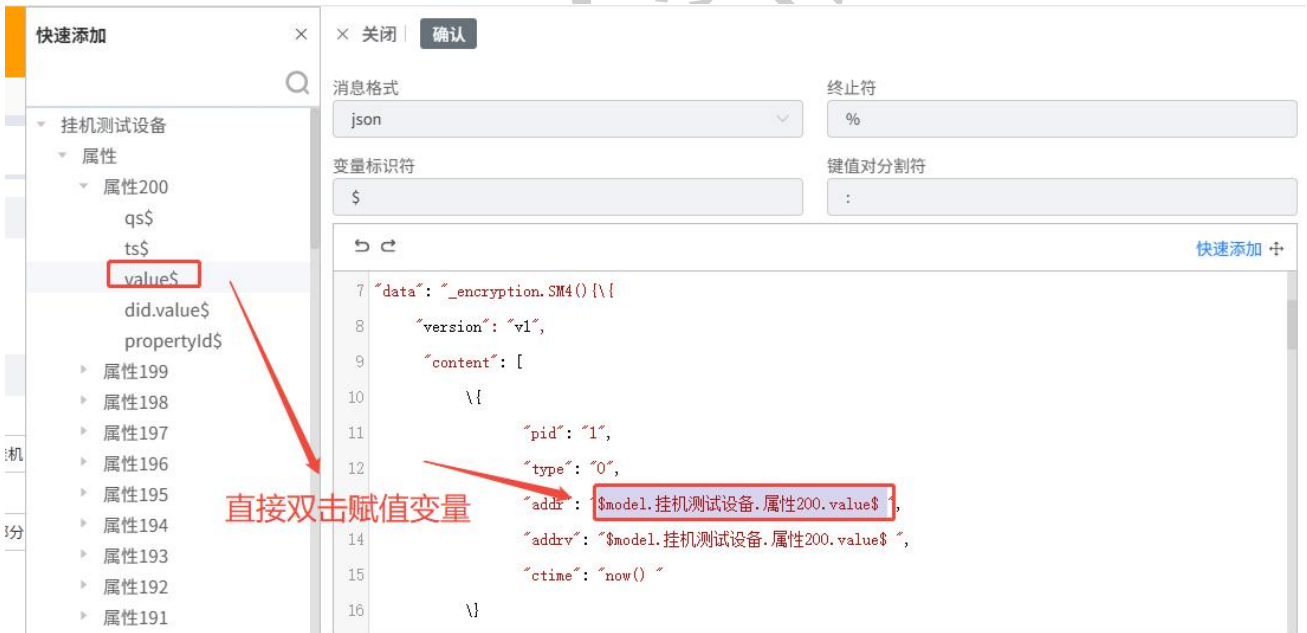 快速添加
× 关闭 确认
消息格式
终止符
json
%
变量标识符
键值对分割符
$
:
挂机测试设备
属性
属性200
qs$
ts$
value$
did.value$
propertyId$
属性199
属性198
属性197
属性196
属性195
属性194
属性193
属性192
属性191
快速添加
7 "data": "_encryption.SM4(){\{
8 "version": "v1",
9 "content": [
10 \{
11 "pid": "1",
12 "type": "0",
"addr": "$model.挂机测试设备.属性200.value$ ",
14 "addrv": "$model.挂机测试设备.属性200.value$ ",
15 "ctime": "now() "
16 \}
直接双击赋值变量
机
分